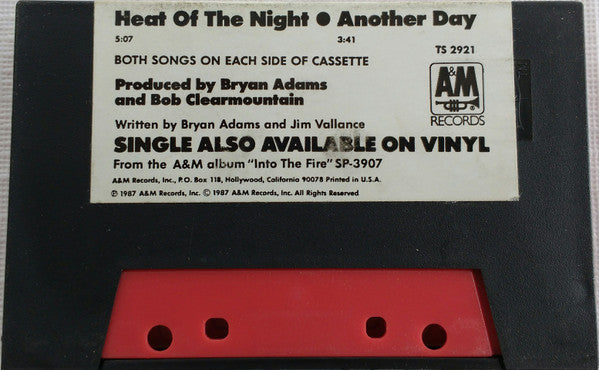 Heat Of The Night ● Another Day
5:07 3:41
TS 2921
BOTH SONGS ON EACH SIDE OF CASSETTE
Produced by Bryan Adams
and Bob Clearmountain
A&M
RECORDS
Written by Bryan Adams and Jim Vallance
SINGLE ALSO AVAILABLE ON VINYL
From the A&M album "Into The Fire" SP-3907
A&M Records, Inc., P.O. Box 118, Hollywood, California 90078 Printed in U.S.A.
℗ 1987 A&M Records, Inc. © 1987 A&M Records, Inc. All Rights Reserved